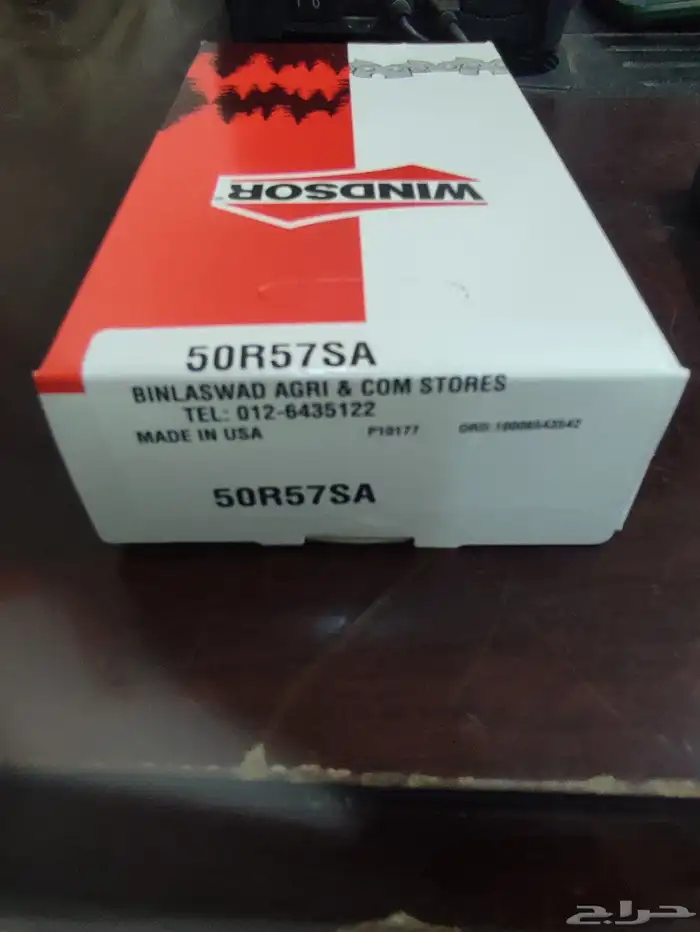 WINDSOR
50R57SA
BINLASWAD AGRI & COM STORES
TEL: 012-6435122
MADE IN USA P10177
50R57SA
حراج